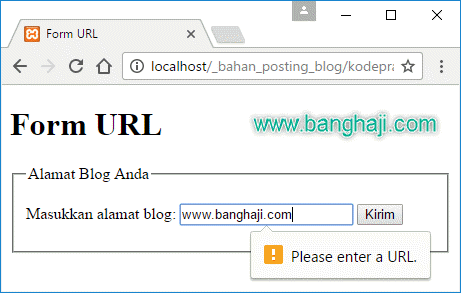 Form URL
localhost/_bahan_posting_blog/kodepra
Form URL
www.banghaji.com
Alamat Blog Anda
Masukkan alamat blog: www.banghaji.com Kirim
Please enter a URL.